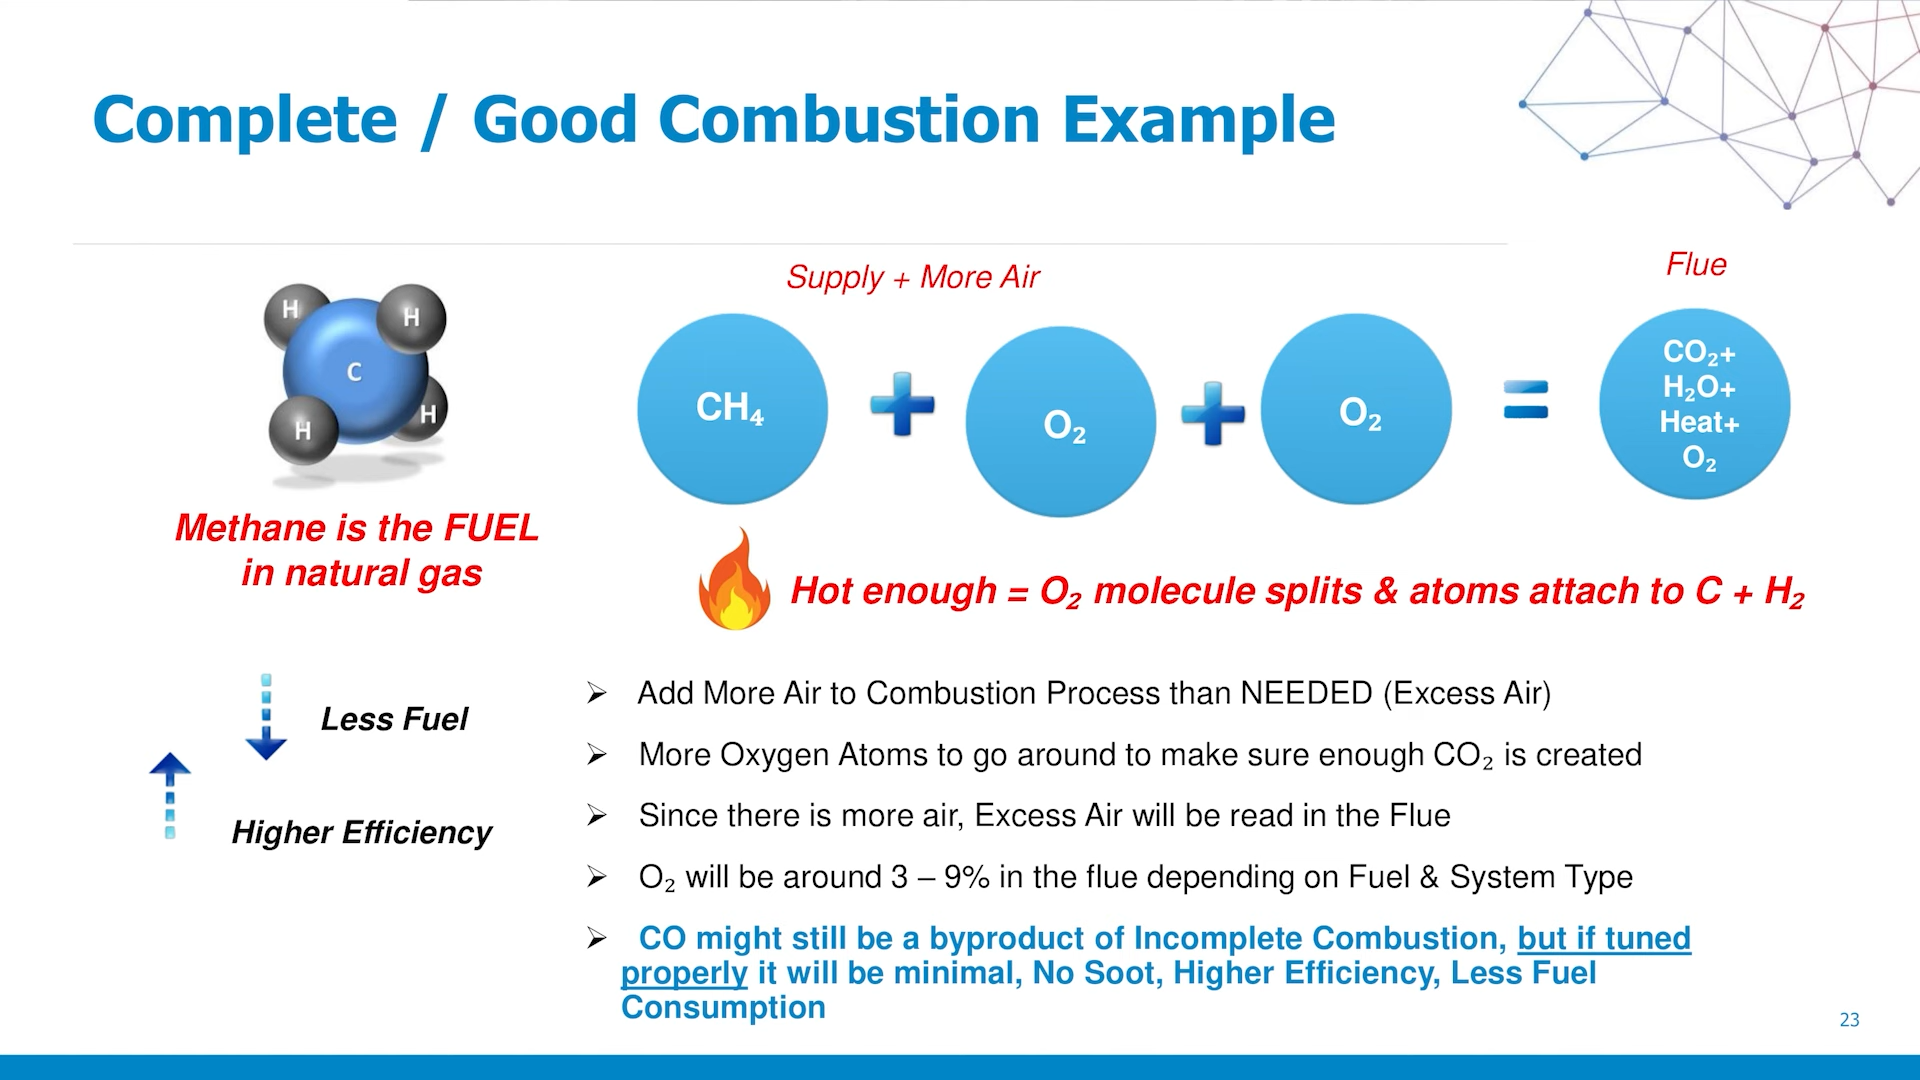 Complete / Good Combustion Example
Supply + More Air
Flue
H
H
C
H
H
CH₄
O₂
O₂
CO₂+
H₂O+
Heat+
O₂
Methane is the FUEL
in natural gas
Hot enough = O₂ molecule splits & atoms attach to C + H₂
Less Fuel
Higher Efficiency
➢ Add More Air to Combustion Process than NEEDED (Excess Air)
➢ More Oxygen Atoms to go around to make sure enough CO₂ is created
➢ Since there is more air, Excess Air will be read in the Flue
➢ O₂ will be around 3 – 9% in the flue depending on Fuel & System Type
➢ CO might still be a byproduct of Incomplete Combustion, but if tuned
properly it will be minimal, No Soot, Higher Efficiency, Less Fuel
Consumption
23